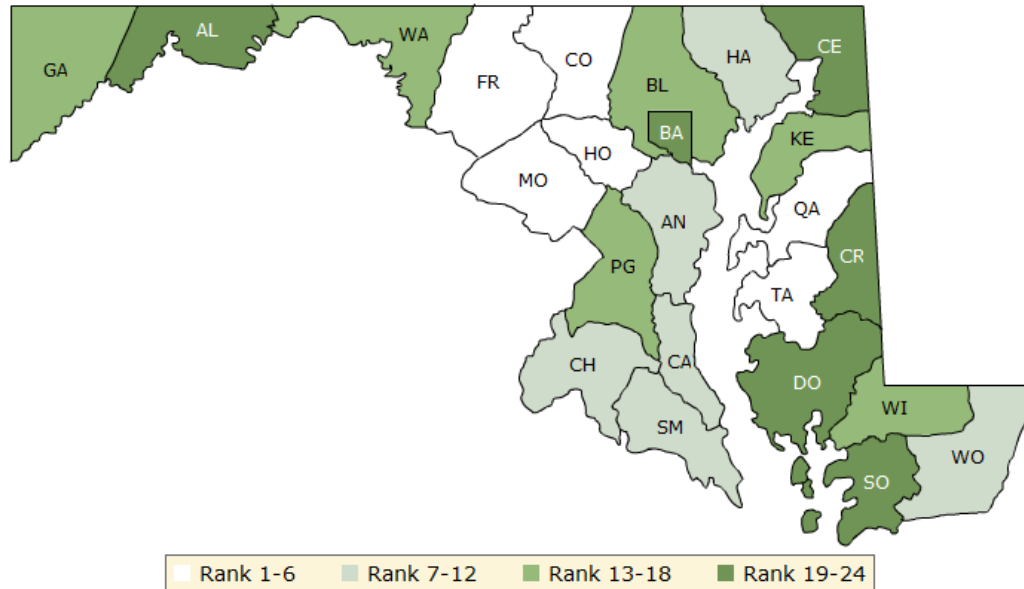 AL
GA
WA
FR
CO
BL
HA
CE
BA
KE
HO
MO
QA
AN
CR
PG
TA
CH
CA
DO
SM
WI
WO
SO
Rank 1-6 Rank 7-12 Rank 13-18 Rank 19-24